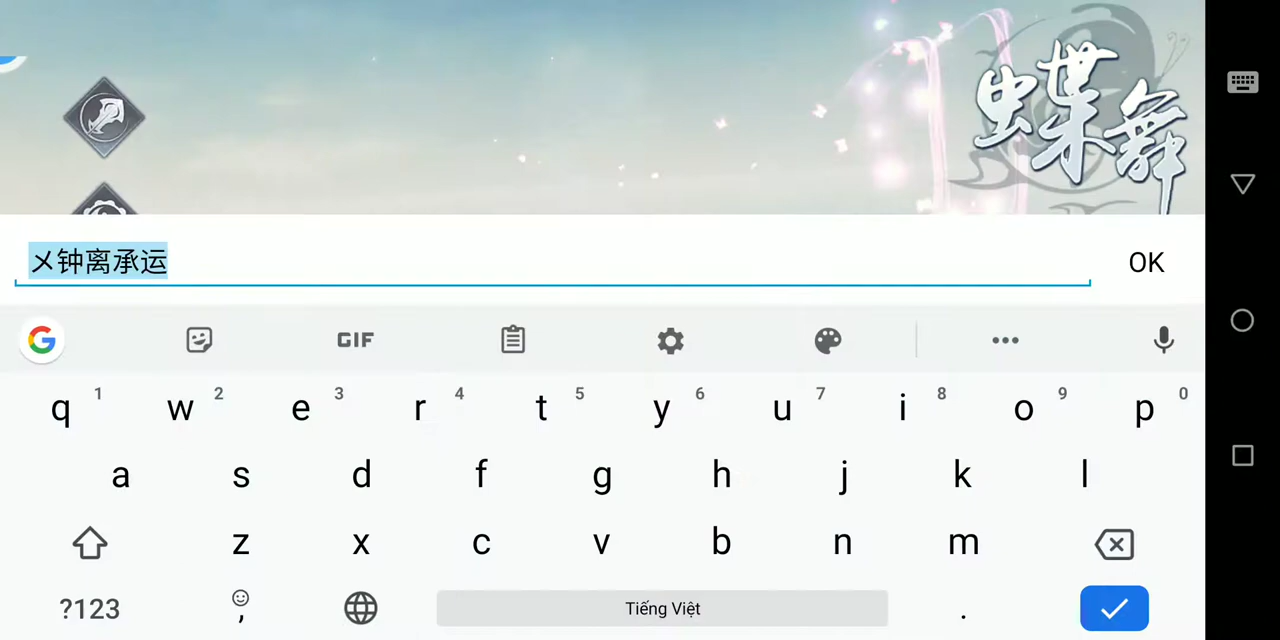 蝶舞
乄钟离承运
OK
GIF
q 1 w 2 e 3 r 4 t 5 y 6 u 7 i 8 o 9 p 0
a s d f g h j k l
z x c v b n m
?123 , Tiếng Việt .